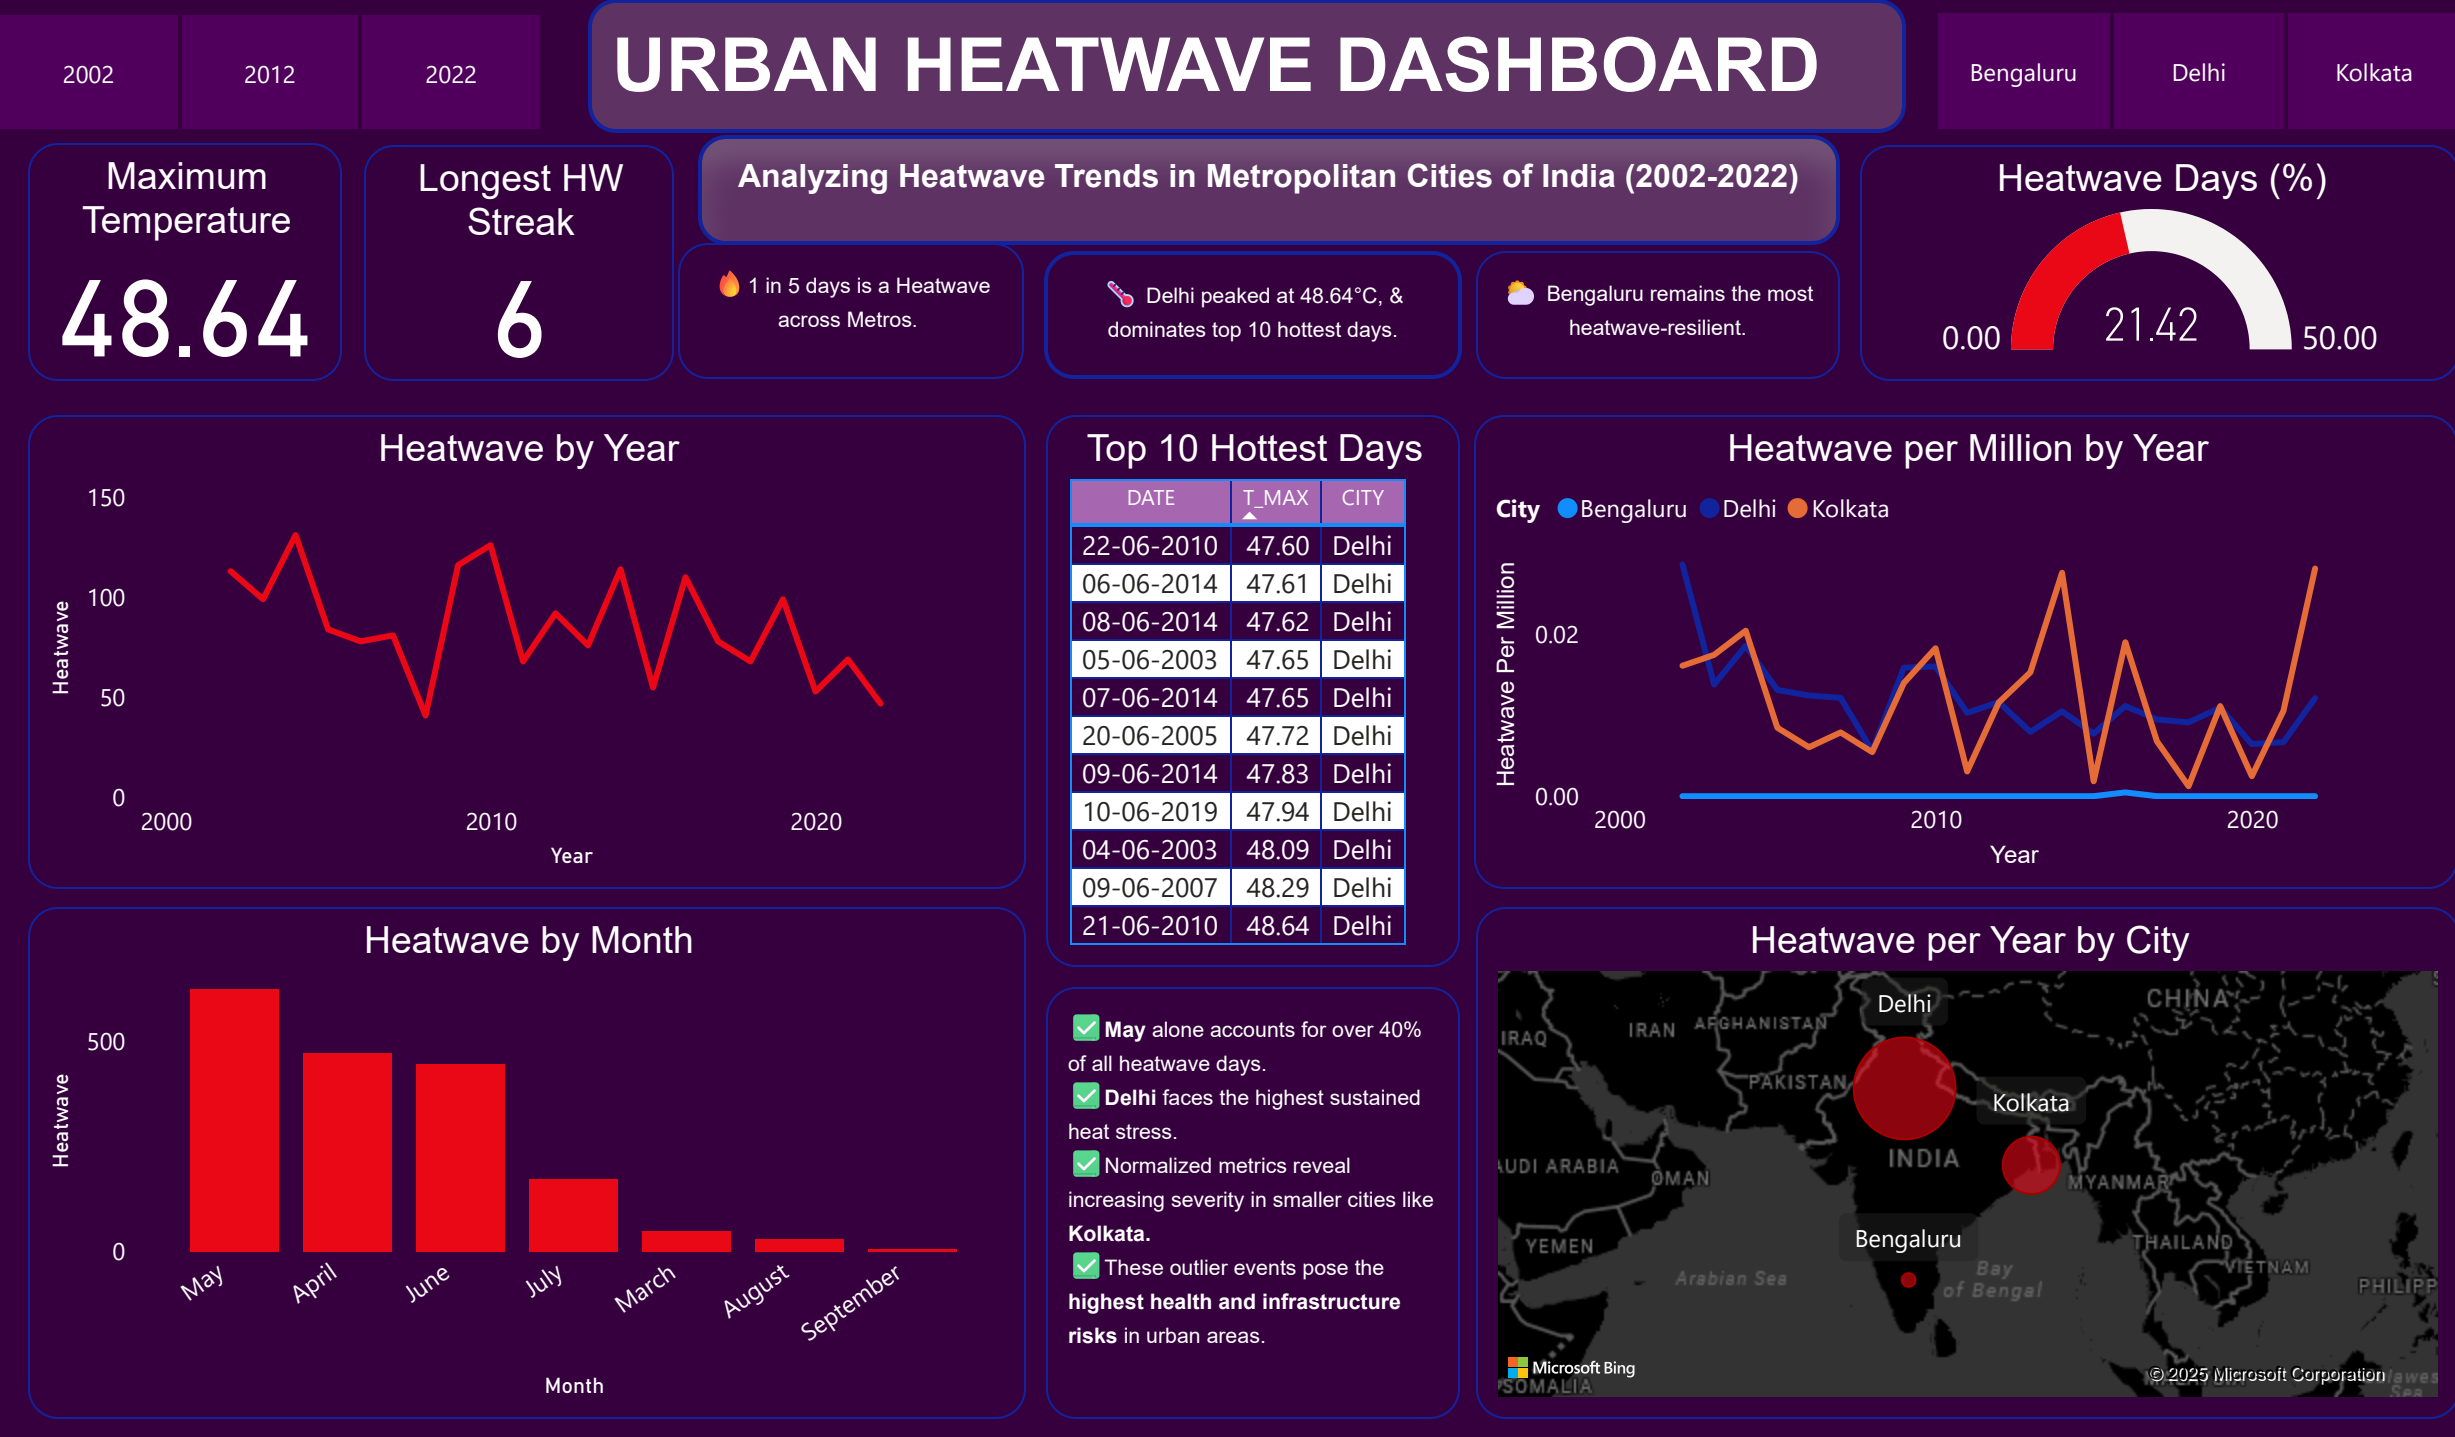 2002
2012
2022
URBAN HEATWAVE DASHBOARD
Bengaluru
Delhi
Kolkata
Maximum
Temperature
48.64
Longest HW
Streak
6
Analyzing Heatwave Trends in Metropolitan Cities of India (2002-2022)
🔥 1 in 5 days is a Heatwave
across Metros.
🌡️ Delhi peaked at 48.64°C, &
dominates top 10 hottest days.
🌤️ Bengaluru remains the most
heatwave-resilient.
Heatwave Days (%)
0.00
21.42
50.00
Heatwave by Year
150
100
50
0
Heatwave
2000
2010
2020
Year
Top 10 Hottest Days
DATE T_MAX CITY
22-06-2010 47.60 Delhi
06-06-2014 47.61 Delhi
08-06-2014 47.62 Delhi
05-06-2003 47.65 Delhi
07-06-2014 47.65 Delhi
20-06-2005 47.72 Delhi
09-06-2014 47.83 Delhi
10-06-2019 47.94 Delhi
04-06-2003 48.09 Delhi
09-06-2007 48.29 Delhi
21-06-2010 48.64 Delhi
Heatwave per Million by Year
City Bengaluru Delhi Kolkata
Heatwave Per Million
0.02
0.00
2000
2010
2020
Year
Heatwave by Month
500
0
Heatwave
May
April
June
July
March
August
September
Month
✅ May alone accounts for over 40%
of all heatwave days.
✅ Delhi faces the highest sustained
heat stress.
✅ Normalized metrics reveal
increasing severity in smaller cities like
Kolkata.
✅ These outlier events pose the
highest health and infrastructure
risks in urban areas.
Heatwave per Year by City
Delhi
CHINA
IRAQ
IRAN
AFGHANISTAN
PAKISTAN
Kolkata
INDIA
AUDI ARABIA
OMAN
MYANMAR
Bengaluru
YEMEN
THAILAND
VIETNAM
Arabian Sea
Bay
of Bengal
PHILIPP
Microsoft Bing
© 2025 Microsoft Corporation
SOMALIA
Sea